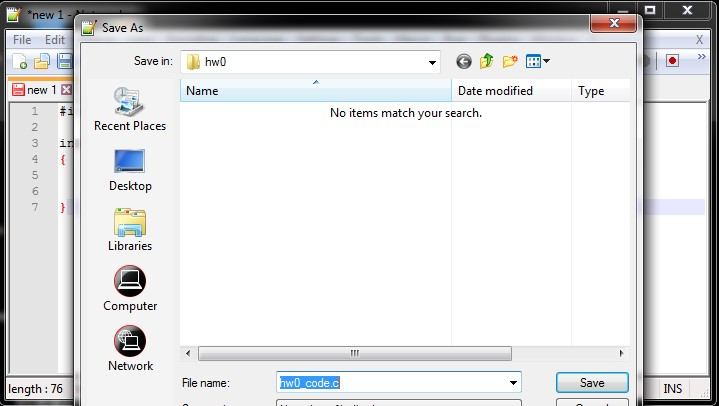 *new 1 -
Save As
File Edit
Save in: hw0
new 1
Name Date modified Type
No items match your search.
Recent Places
Desktop
Libraries
Computer
Network
1 #i
2
3 in
4 {
5
6
7 }
File name: hw0_code.c Save
length : 76 INS